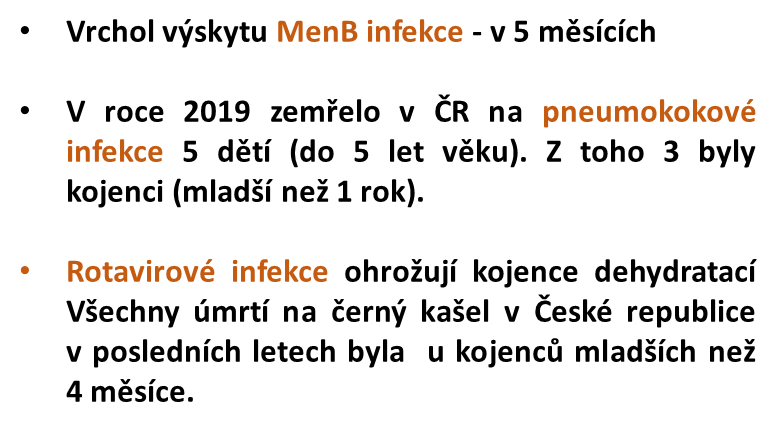 • Vrchol výskytu MenB infekce - v 5 měsících
• V roce 2019 zemřelo v ČR na pneumokokové
infekce 5 dětí (do 5 let věku). Z toho 3 byly
kojenci (mladší než 1 rok).
• Rotavirové infekce ohrožují kojence dehydratací
Všechny úmrtí na černý kašel v České republice
v posledních letech byla  u kojenců mladších než
4 měsíce.